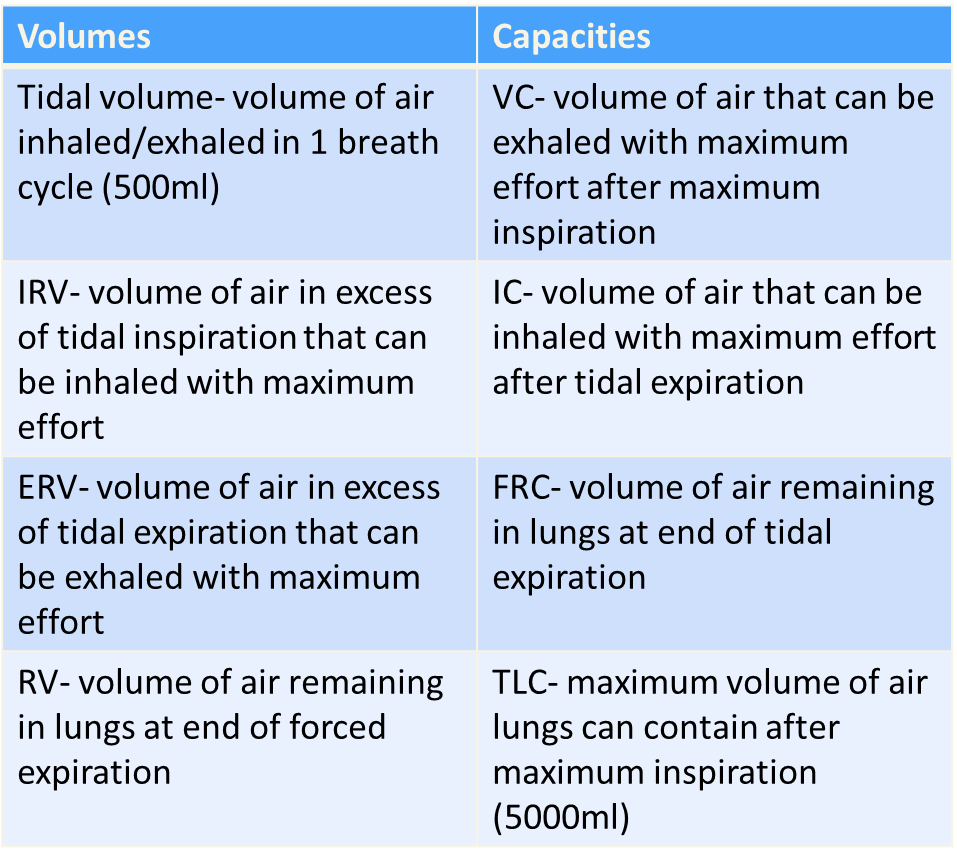 Volumes
Capacities
Tidal volume- volume of air
inhaled/exhaled in 1 breath
cycle (500ml)
VC- volume of air that can be
exhaled with maximum
effort after maximum
inspiration
IRV- volume of air in excess
of tidal inspiration that can
be inhaled with maximum
effort
IC- volume of air that can be
inhaled with maximum effort
after tidal expiration
ERV- volume of air in excess
of tidal expiration that can
be exhaled with maximum
effort
FRC- volume of air remaining
in lungs at end of tidal
expiration
RV- volume of air remaining
in lungs at end of forced
expiration
TLC- maximum volume of air
lungs can contain after
maximum inspiration
(5000ml)